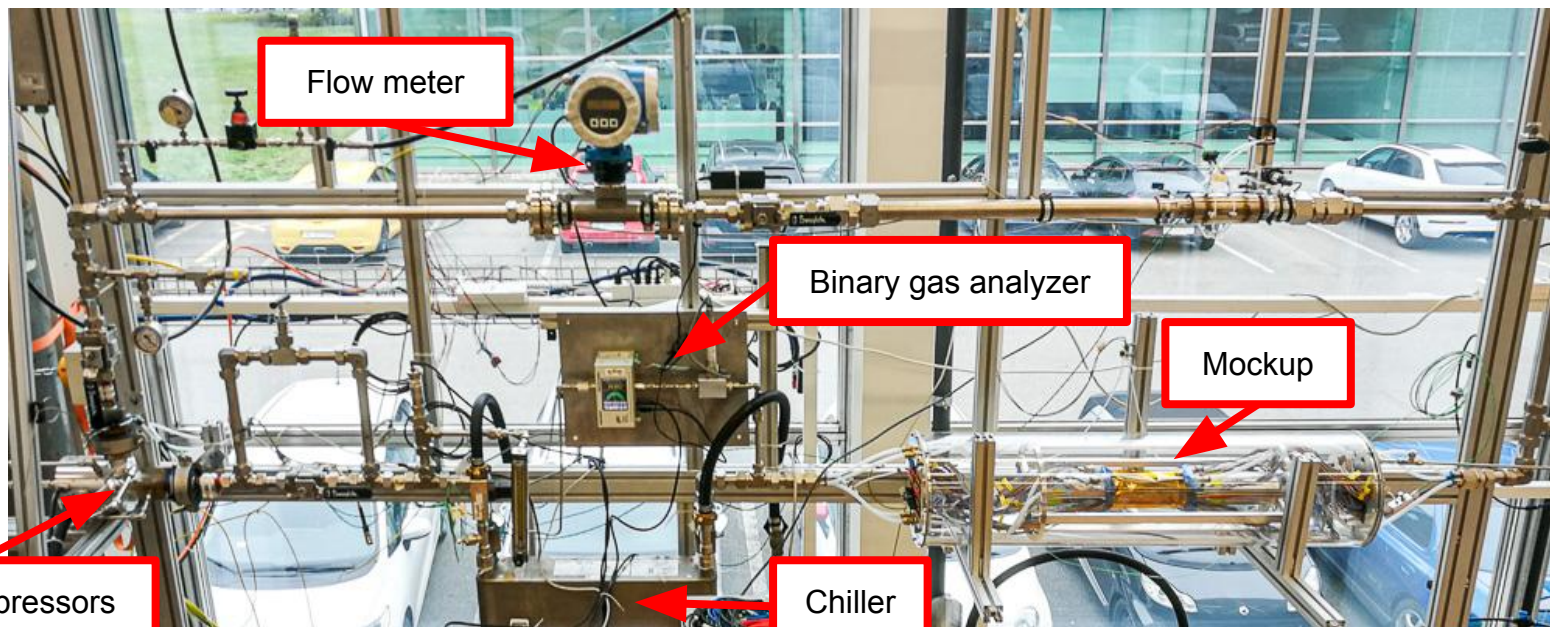 Flow meter
Binary gas analyzer
Mockup
pressors
Chiller